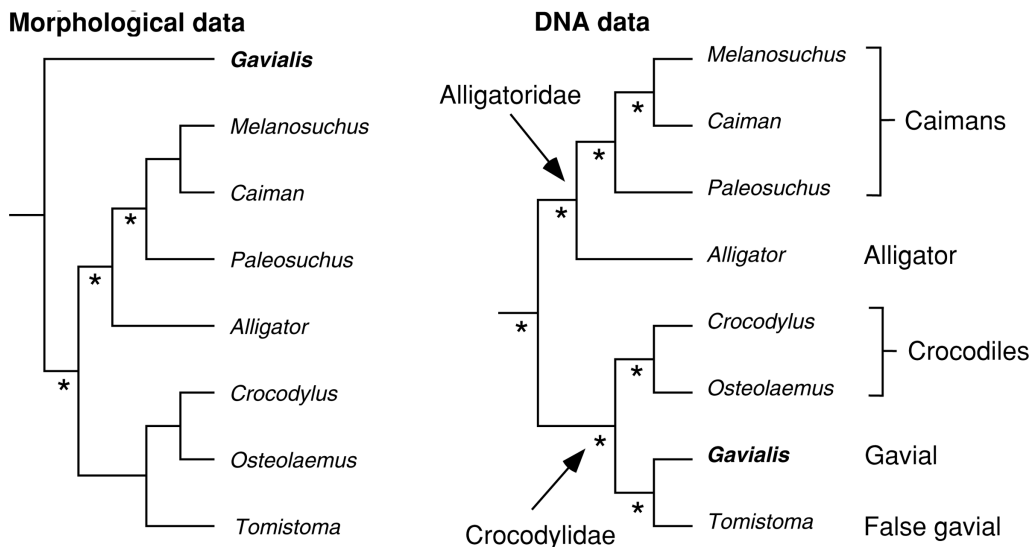 Morphological data
Gavialis
Melanosuchus
Caiman
Paleosuchus
Alligator
Crocodylus
Osteolaemus
Tomistoma
*
*
*
DNA data
Alligatoridae
Melanosuchus
Caiman
Paleosuchus
Caimans
Alligator
Alligator
Crocodylus
Osteolaemus
Crocodiles
Gavialis
Gavial
Tomistoma
False gavial
Crocodylidae
*
*
*
*
*
*
*